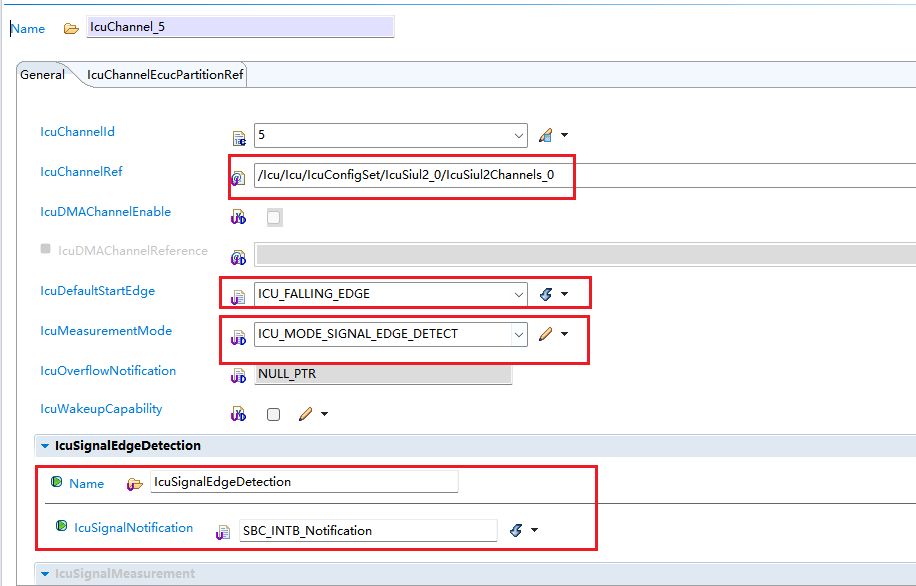 Name IcuChannel_5
General IcuChannelEcucPartitionRef
IcuChannelId 5
IcuChannelRef /Icu/Icu/IcuConfigSet/IcuSiul2_0/IcuSiul2Channels_0
IcuDMAChannelEnable
IcuDMAChannelReference
IcuDefaultStartEdge ICU_FALLING_EDGE
IcuMeasurementMode ICU_MODE_SIGNAL_EDGE_DETECT
IcuOverflowNotification NULL_PTR
IcuWakeupCapability
IcuSignalEdgeDetection
Name IcuSignalEdgeDetection
IcuSignalNotification SBC_INTB_Notification
IcuSignalMeasurement